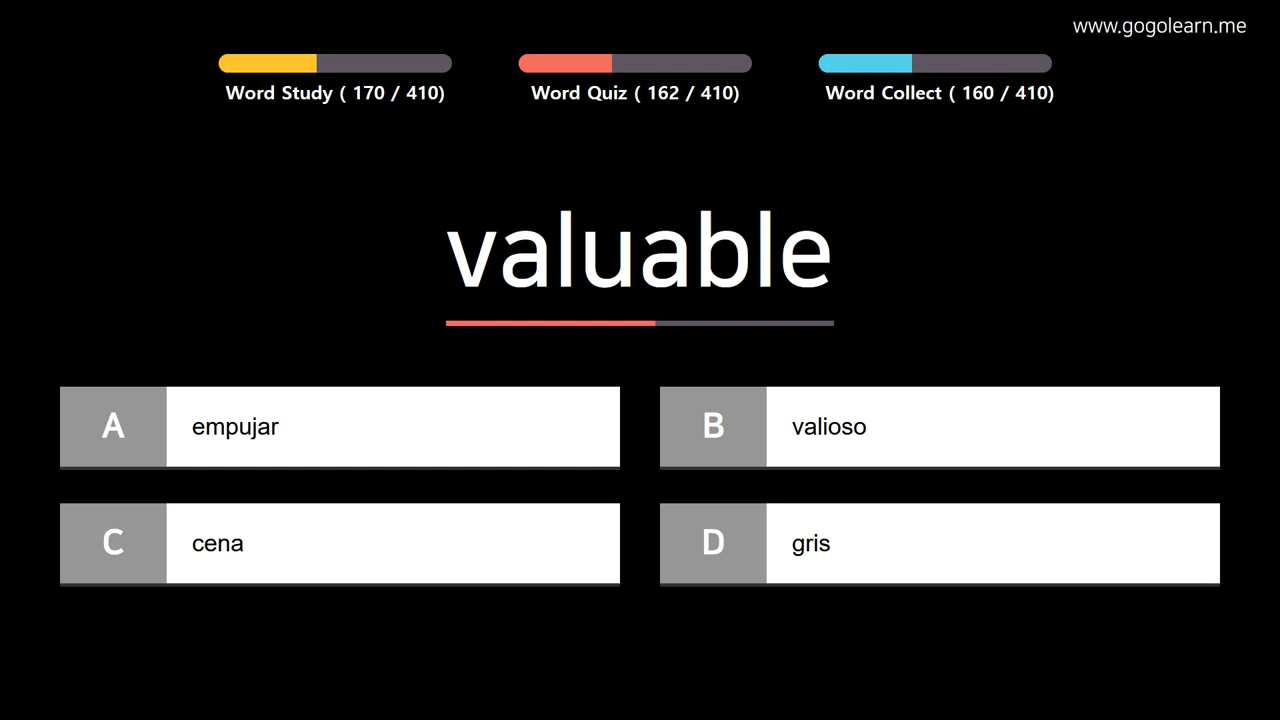 www.gogolearn.me
Word Study ( 170 / 410)
Word Quiz ( 162 / 410)
Word Collect ( 160 / 410)
valuable
A empujar
B valioso
C cena
D gris